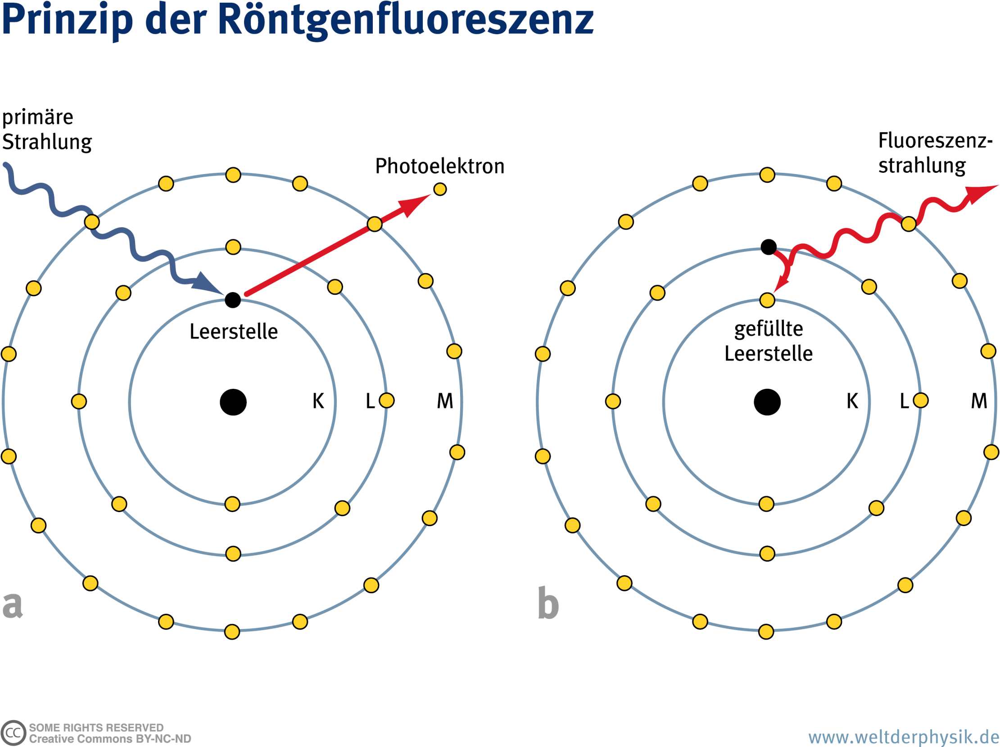 Prinzip der Röntgenfluoreszenz
primäre
Strahlung
Photoelektron
Leerstelle
K
L
M
a
Fluoreszenz-
strahlung
gefüllte
Leerstelle
K
L
M
b
cc
SOME RIGHTS RESERVED
Creative Commons BY-NC-ND
www.weltderphysik.de